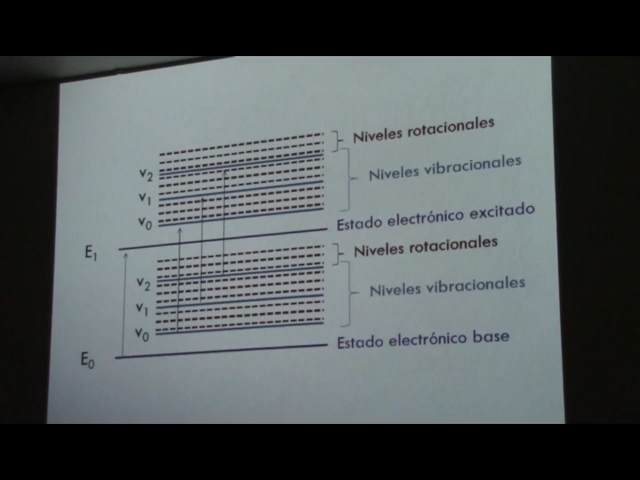 Niveles rotacionales
v2
Niveles vibracionales
v1
v0
Estado electrónico excitado
E1
Niveles rotacionales
v2
Niveles vibracionales
v1
v0
Estado electrónico base
E0